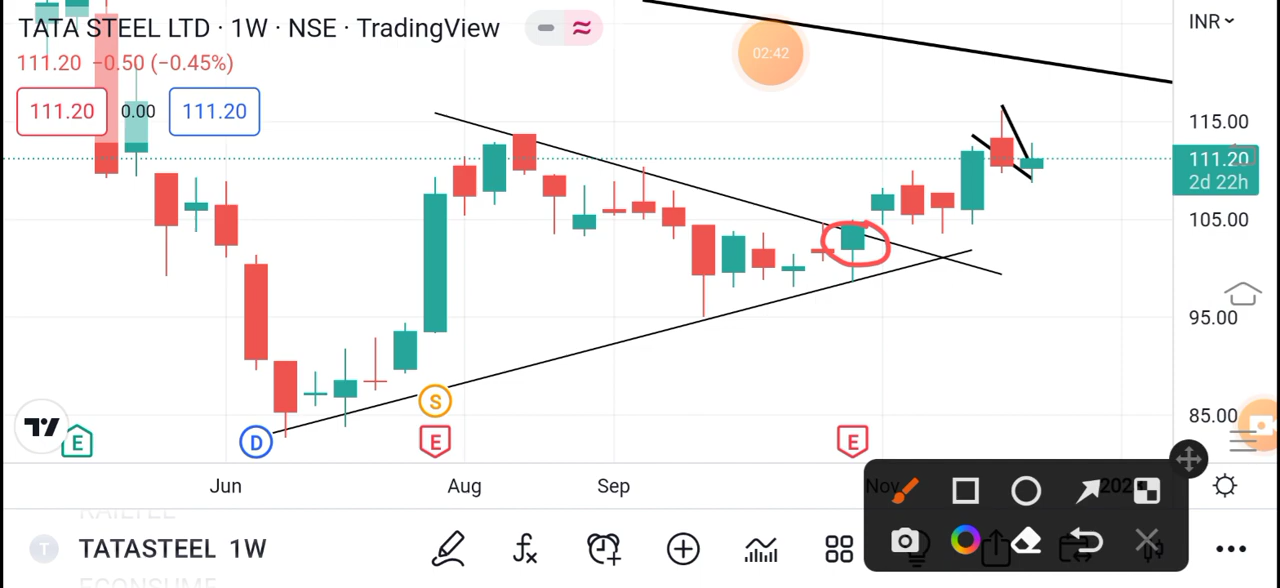 TATA STEEL LTD · 1W · NSE · TradingView
INR
02:42
111.20 −0.50 (−0.45%)
111.20 0.00 111.20
115.00
111.20
2d 22h
105.00
95.00
85.00
S
E D E E
Jun Aug Sep Nov
TATASTEEL 1W
T